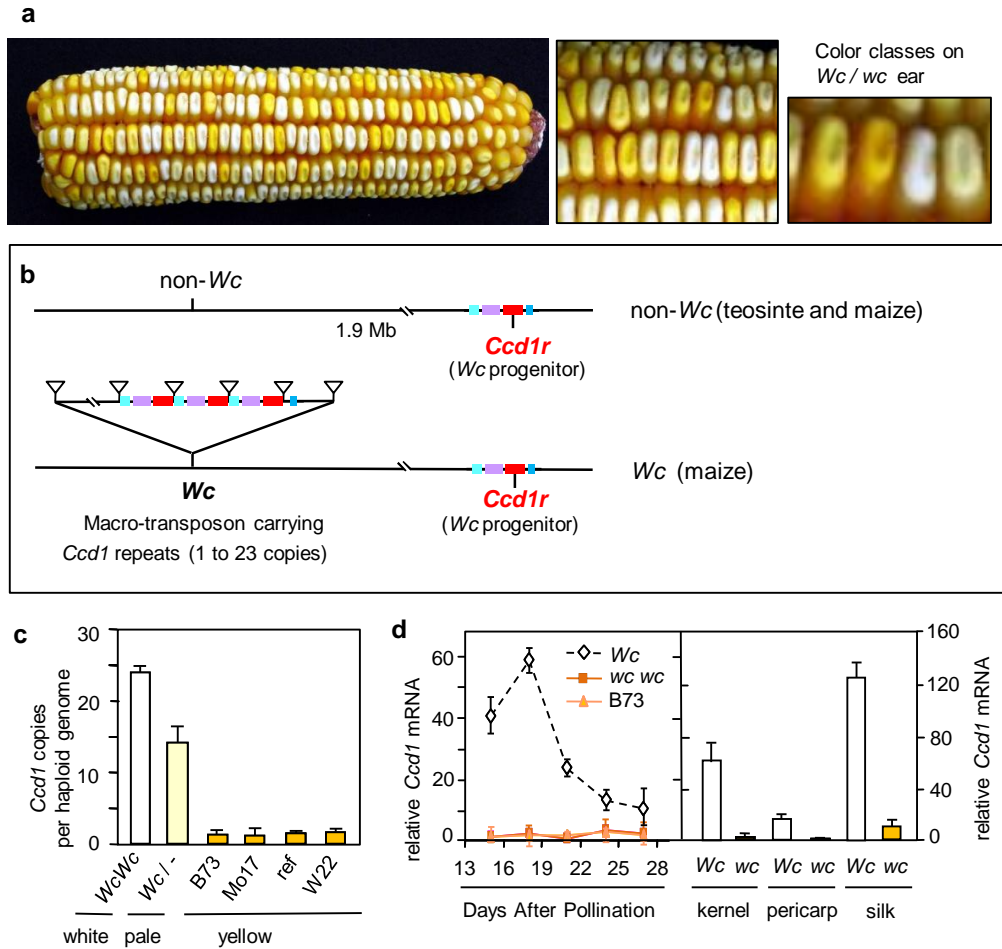 a
Color classes on
Wc / wc ear
b
non-Wc
1.9 Mb
Ccd1r
(Wc progenitor)
non-Wc (teosinte and maize)
Wc
Macro-transposon carrying
Ccd1 repeats (1 to 23 copies)
Ccd1r
(Wc progenitor)
Wc (maize)
c
Ccd1 copies
per haploid genome
30
20
10
0
WcWc
Wc / -
B73
Mo17
ref
W22
white pale yellow
d
relative Ccd1 mRNA
60
40
20
0
Wc
wc wc
B73
13 16 19 22 25 28
Days After Pollination
160
120
80
40
0
relative Ccd1 mRNA
Wc wc Wc wc Wc wc
kernel pericarp silk